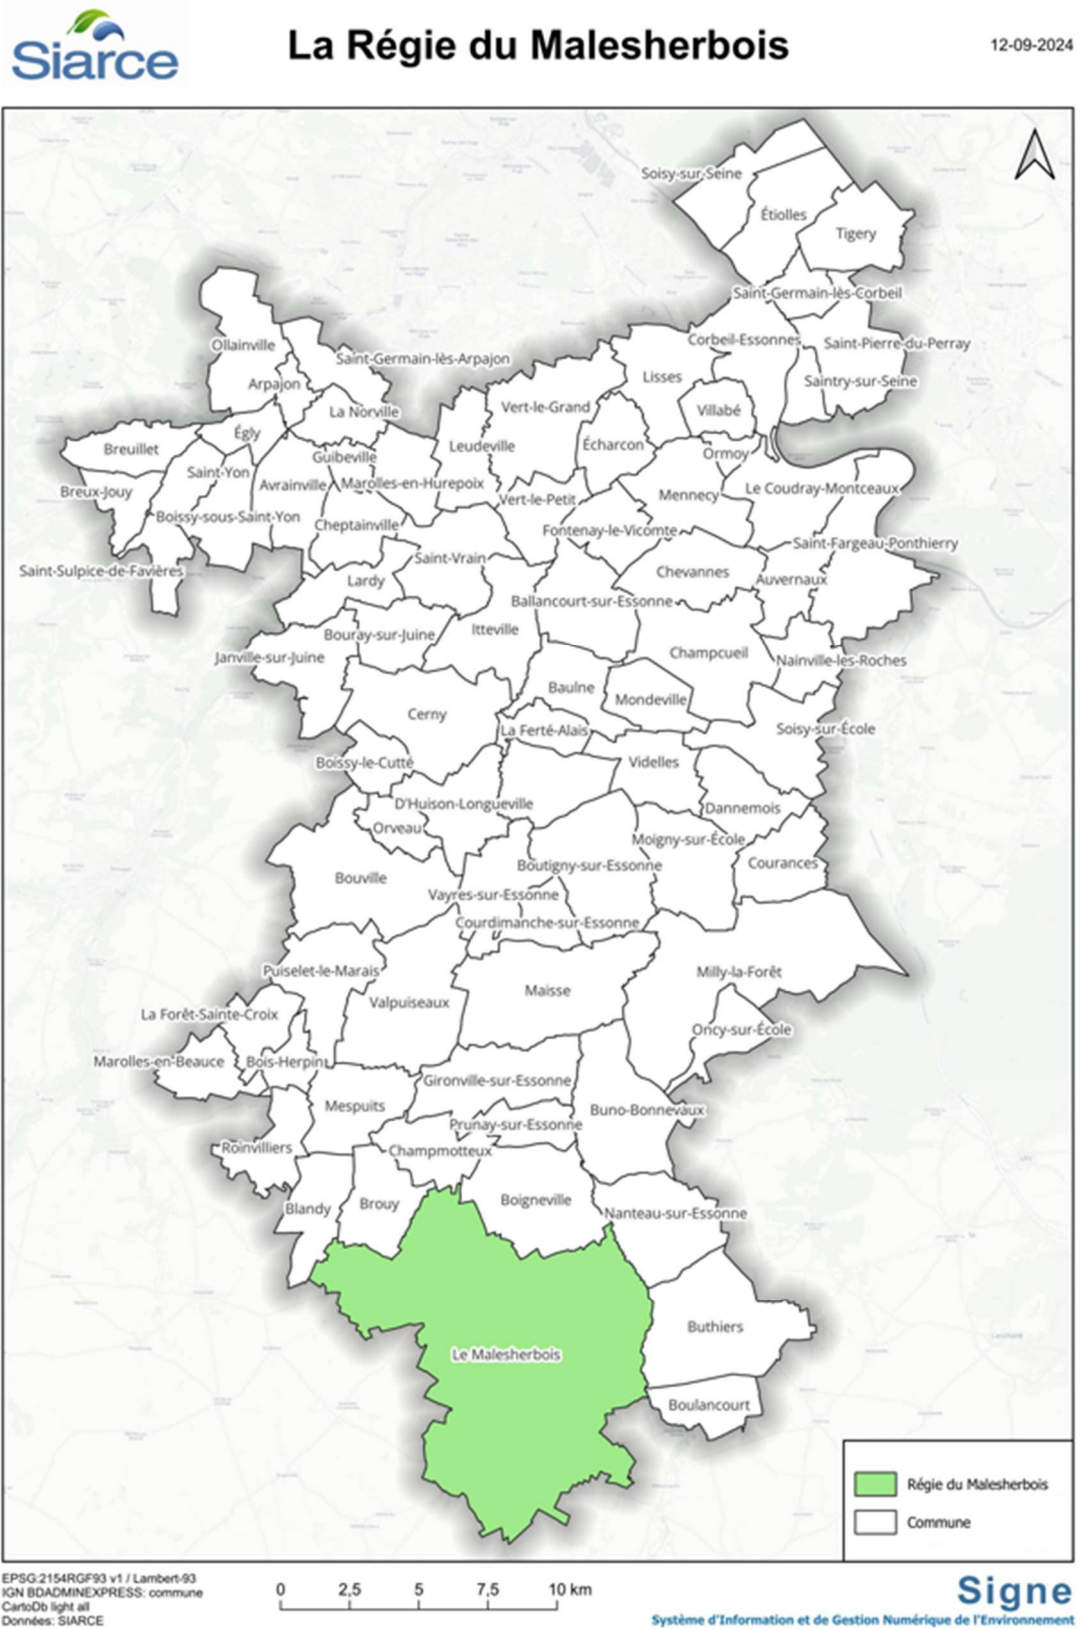 Siarce
La Régie du Malesherbois
12-09-2024
Soisy-sur-Seine
Étiolles
Tigery
Saint-Germain-lès-Corbeil
Ollainville
Saint-Germain-lès-Arpajon
Corbeil-Essonnes
Saint-Pierre-du-Perray
Arpajon
Lisses
Saintry-sur-Seine
La Norville
Vert-le-Grand
Villabé
Breuillet
Égly
Guibeville
Leudeville
Écharcon
Ormoy
Breux-Jouy
Saint-Yon
Avrainville
Marolles-en-Hurepoix
Vert-le-Petit
Mennecy
Le Coudray-Montceaux
Boissy-sous-Saint-Yon
Cheptainville
Fontenay-le-Vicomte
Saint-Fargeau-Ponthierry
Saint-Sulpice-de-Favières
Lardy
Saint-Vrain
Chevannes
Auvernaux
Ballancourt-sur-Essonne
Bouray-sur-Juine
Itteville
Janville-sur-Juine
Champcueil
Nainville-les-Roches
Baulne
Mondeville
Cerny
La Ferté-Alais
Soisy-sur-École
Boissy-le-Cutté
Videlles
D'Huison-Longueville
Dannemois
Orveau
Moigny-sur-École
Bouville
Boutigny-sur-Essonne
Courances
Vayres-sur-Essonne
Courdimanche-sur-Essonne
Puiselet-le-Marais
Milly-la-Forêt
Valpuiseaux
Maisse
La Forêt-Sainte-Croix
Oncy-sur-École
Marolles-en-Beauce
Bois-Herpin
Gironville-sur-Essonne
Mespuits
Buno-Bonnevaux
Prunay-sur-Essonne
Roinvilliers
Champmotteux
Blandy
Brouy
Boigneville
Nanteau-sur-Essonne
Buthiers
Le Malesherbois
Boulancourt
Régie du Malesherbois
Commune
EPSG:2154RGF93 v1 / Lambert-93
IGN BDADMINEXPRESS: commune
CartoDb light all
Données: SIARCE
0 2,5 5 7,5 10 km
Signe
Système d'Information et de Gestion Numérique de l'Environnement